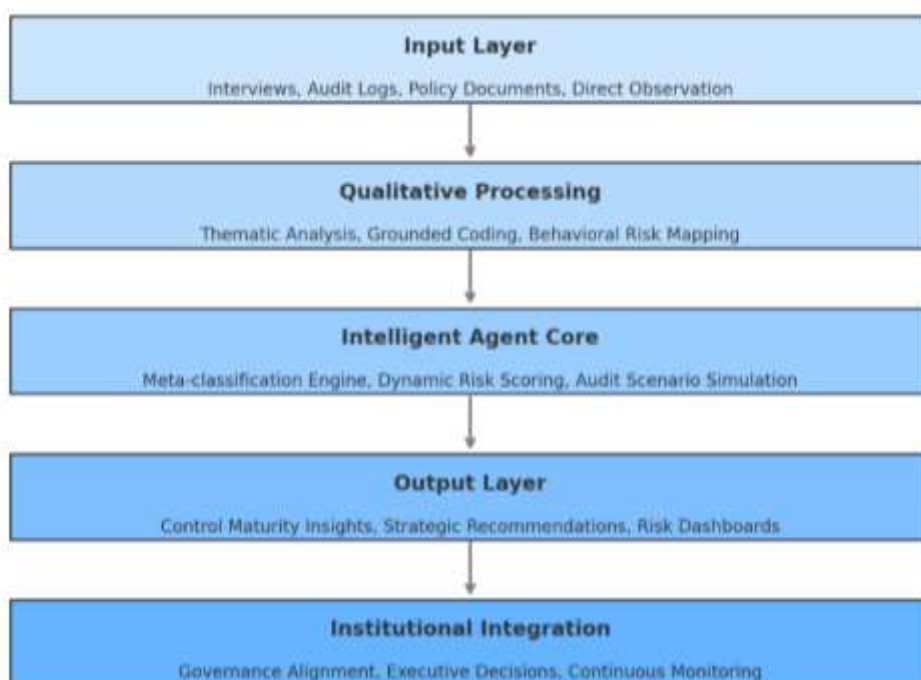 Input Layer
Interviews, Audit Logs, Policy Documents, Direct Observation
Qualitative Processing
Thematic Analysis, Grounded Coding, Behavioral Risk Mapping
Intelligent Agent Core
Meta-classification Engine, Dynamic Risk Scoring, Audit Scenario Simulation
Output Layer
Control Maturity Insights, Strategic Recommendations, Risk Dashboards
Institutional Integration
Governance Alignment, Executive Decisions, Continuous Monitoring